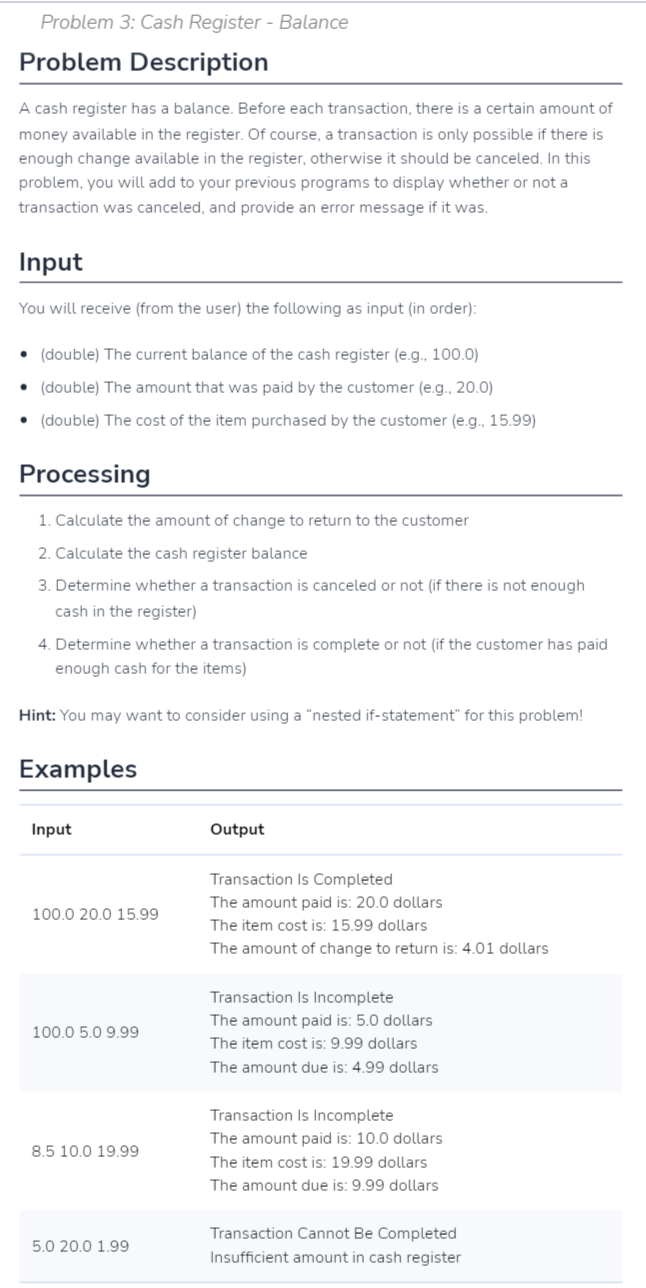 Problem 3: Cash Register - Balance
Problem Description
A cash register has a balance. Before each transaction, there is a certain amount of
money available in the register. Of course, a transaction is only possible if there is
enough change available in the register, otherwise it should be canceled. In this
problem, you will add to your previous programs to display whether or not a
transaction was canceled, and provide an error message if it was.
Input
You will receive (from the user) the following as input (in order):
• (double) The current balance of the cash register (e.g., 100.0)
• (double) The amount that was paid by the customer (e.g., 20.0)
• (double) The cost of the item purchased by the customer (e.g., 15.99)
Processing
1. Calculate the amount of change to return to the customer
2. Calculate the cash register balance
3. Determine whether a transaction is canceled or not (if there is not enough
cash in the register)
4. Determine whether a transaction is complete or not (if the customer has paid
enough cash for the items)
Hint: You may want to consider using a “nested if-statement” for this problem!
Examples
Input Output
100.0 20.0 15.99
Transaction Is Completed
The amount paid is: 20.0 dollars
The item cost is: 15.99 dollars
The amount of change to return is: 4.01 dollars
100.0 5.0 9.99
Transaction Is Incomplete
The amount paid is: 5.0 dollars
The item cost is: 9.99 dollars
The amount due is: 4.99 dollars
8.5 10.0 19.99
Transaction Is Incomplete
The amount paid is: 10.0 dollars
The item cost is: 19.99 dollars
The amount due is: 9.99 dollars
5.0 20.0 1.99
Transaction Cannot Be Completed
Insufficient amount in cash register